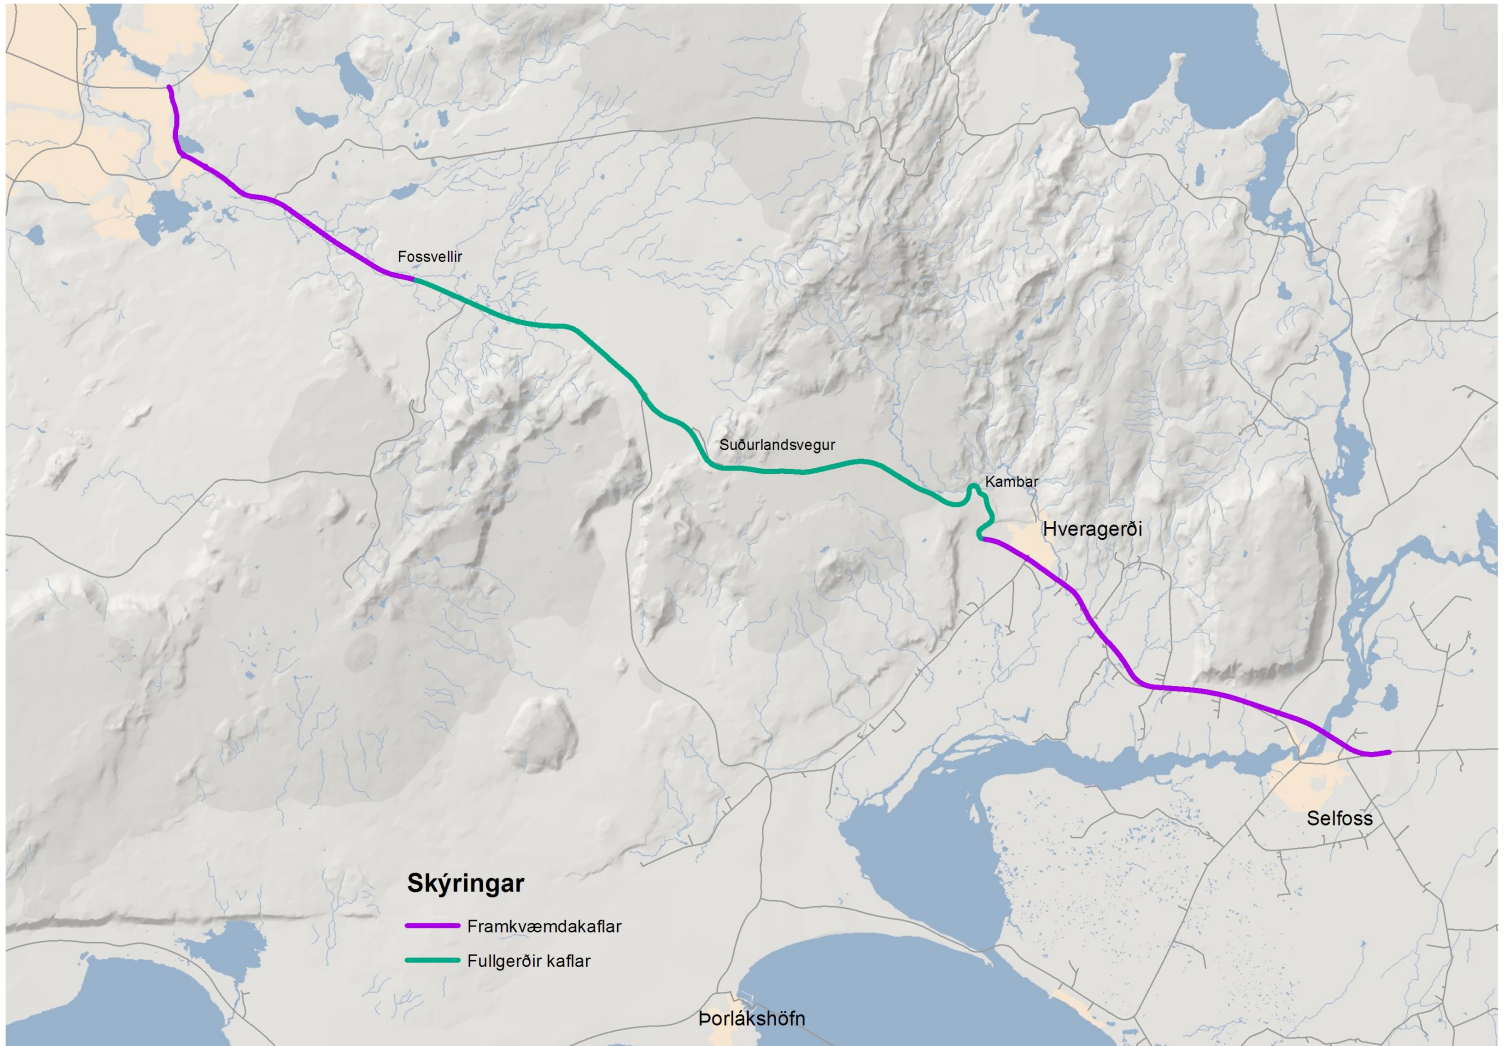 Fossvellir
Suðurlandsvegur
Kambar
Hveragerði
Selfoss
Skýringar
Framkvæmdakaflar
Fullgerðir kaflar
Þorlákshöfn